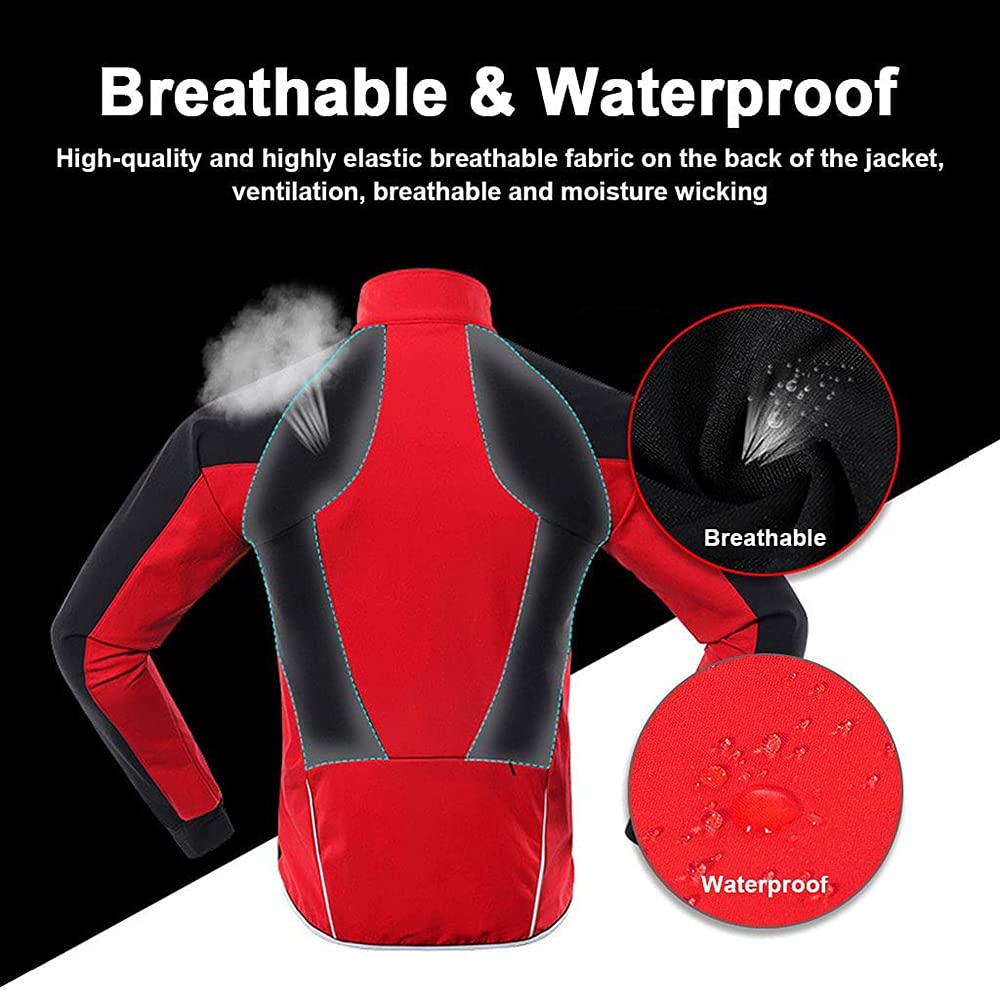 Breathable & Waterproof
High-quality and highly elastic breathable fabric on the back of the jacket,
ventilation, breathable and moisture wicking
Breathable
Waterproof